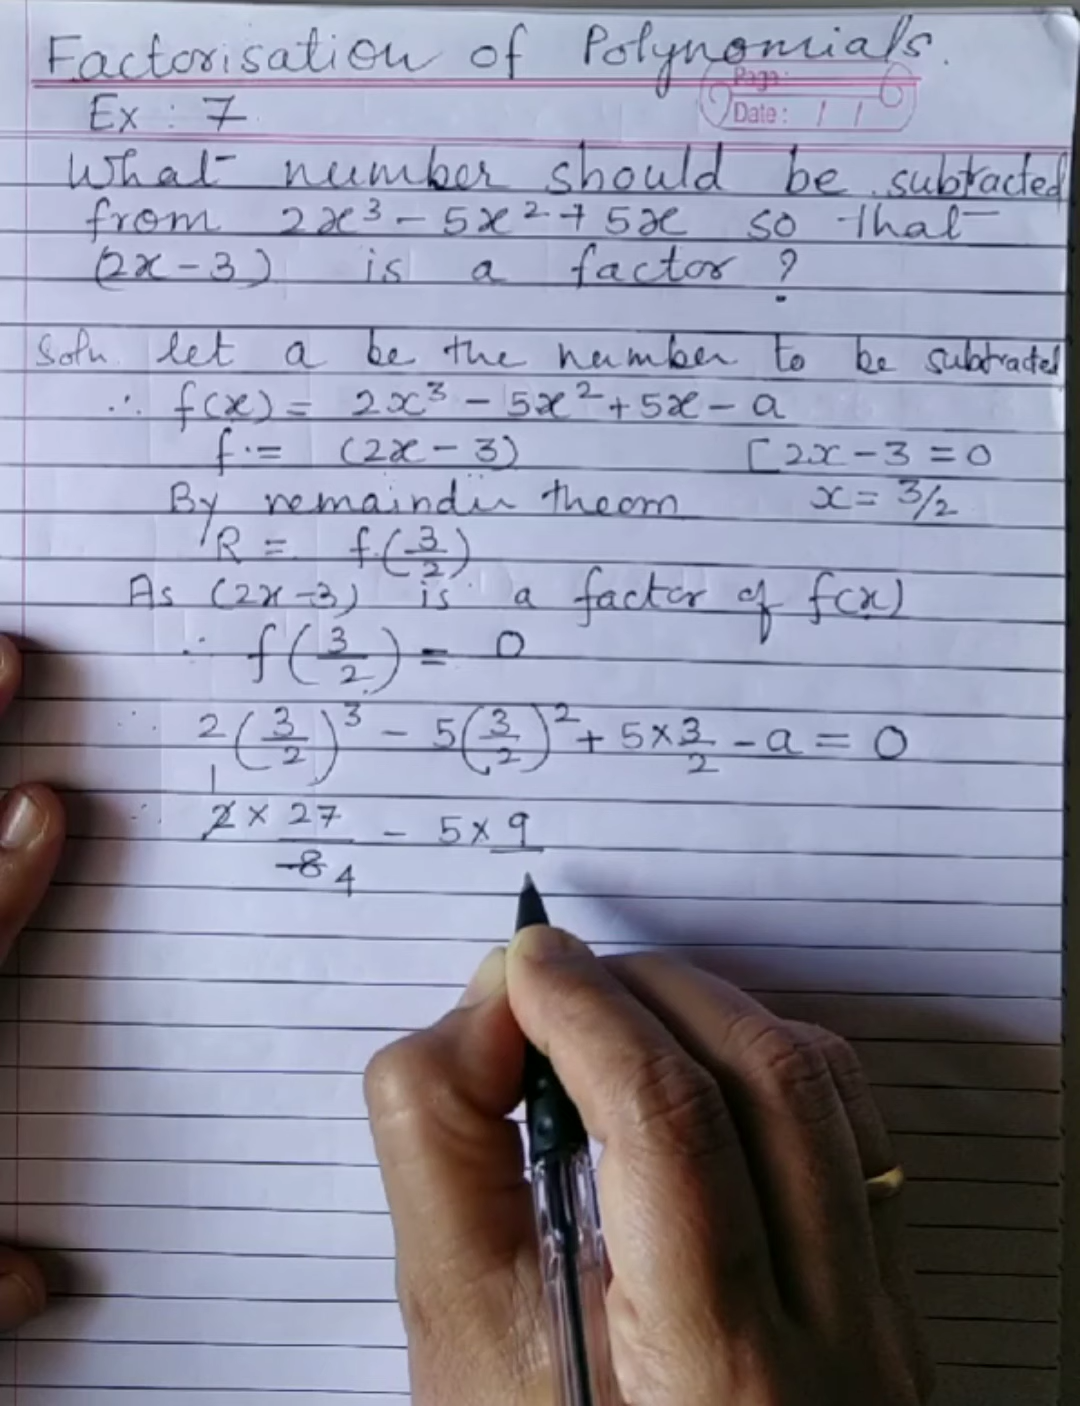 Factorisation of Polynomials.
Page:
Date: / /
Ex : 7
What number should be subtracted
from 2x³ - 5x² + 5x so that
(2x - 3) is a factor ?
Soln. let a be the number to be subtracted
∴ f(x) = 2x³ - 5x² + 5x - a
f = (2x - 3) [2x - 3 = 0
By remainder theorm x = 3/2
R = f(3/2)
As (2x-3) is a factor of f(x)
∴ f(3/2) = 0
∴ 2(3/2)³ - 5(3/2)² + 5×3/2 - a = 0
1
∴ 2 × 27/8 4 - 5 × 9